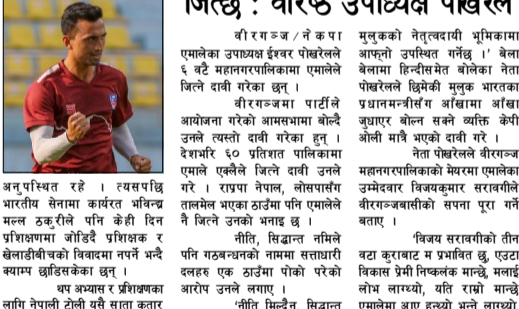 जित्छ : वरिष्ठ उपाध्यक्ष पोखरेल
अनुपस्थित रहे । त्यसपछि
भारतीय सेनामा कार्यरत भविन्द्र
मल्ल ठकुरीले पनि केही दिन
प्रशिक्षणमा जोडिदै प्रशिक्षक र
खेलाडीबीचको विवादमा नपर्ने भन्दै
क्याम्प छाडिसकेका छन् ।
थप अभ्यास र प्रशिक्षणका
लागि नेपाली टोली यसै साता कतार
वीरगञ्ज/नेकपा
एमालेका उपाध्यक्ष ईश्वर पोखरेलले
६ वटै महानगरपालिकामा एमालेले
जित्ने दावी गरेका छन् ।
वीरगञ्जमा पार्टीले
आयोजना गरेको आमसभामा बोल्दै
उनले त्यस्तो दावी गरेका हुन् ।
देशभरि ६० प्रतिशत पालिकामा
एमाले एक्लैले जित्ने दावी उनले
गरे । राप्रपा नेपाल, लोसपासँग
तालमेल भएका ठाउँमा पनि एमालेले
नै जित्ने उनको भनाइ छ ।
नीति, सिद्धान्त नमिले
पनि गठबन्धनको नाममा सत्ताधारी
दलहरु एक ठाउँमा पोको परेको
आरोप उनले लगाए ।
'नीति मिल्दैन, सिद्धान्त
मुलुकको नेतृत्वदायी भूमिकामा
आफ्नो उपस्थित गर्नेछ ।' बेला
बेलामा हिन्दीसमेत बोलेका नेता
पोखरेलले छिमेकी मुलुक भारतका
प्रधानमन्त्रीसँग आँखामा आँखा
जुधाएर बोल्न सक्ने व्यक्ति केपी
ओली मात्रै भएको दावी गरे ।
नेता पोखरेलले वीरगञ्ज
महानगरपालिकाको मेयरमा एमालेका
उम्मेदवार विजयकुमार सरावगीले
वीरगञ्जबासीको सपना पूरा गर्ने
बताए ।
'विजय सरावगीको तीन
वटा कुराबाट म प्रभावित छु, एउटा
विकास प्रेमी निष्कलंक मान्छे, मलाई
लोभ लाग्थ्यो, यति राम्रो मान्छे
एमालेमा आए हुन्थ्यो भन्ने लाग्थ्यो,